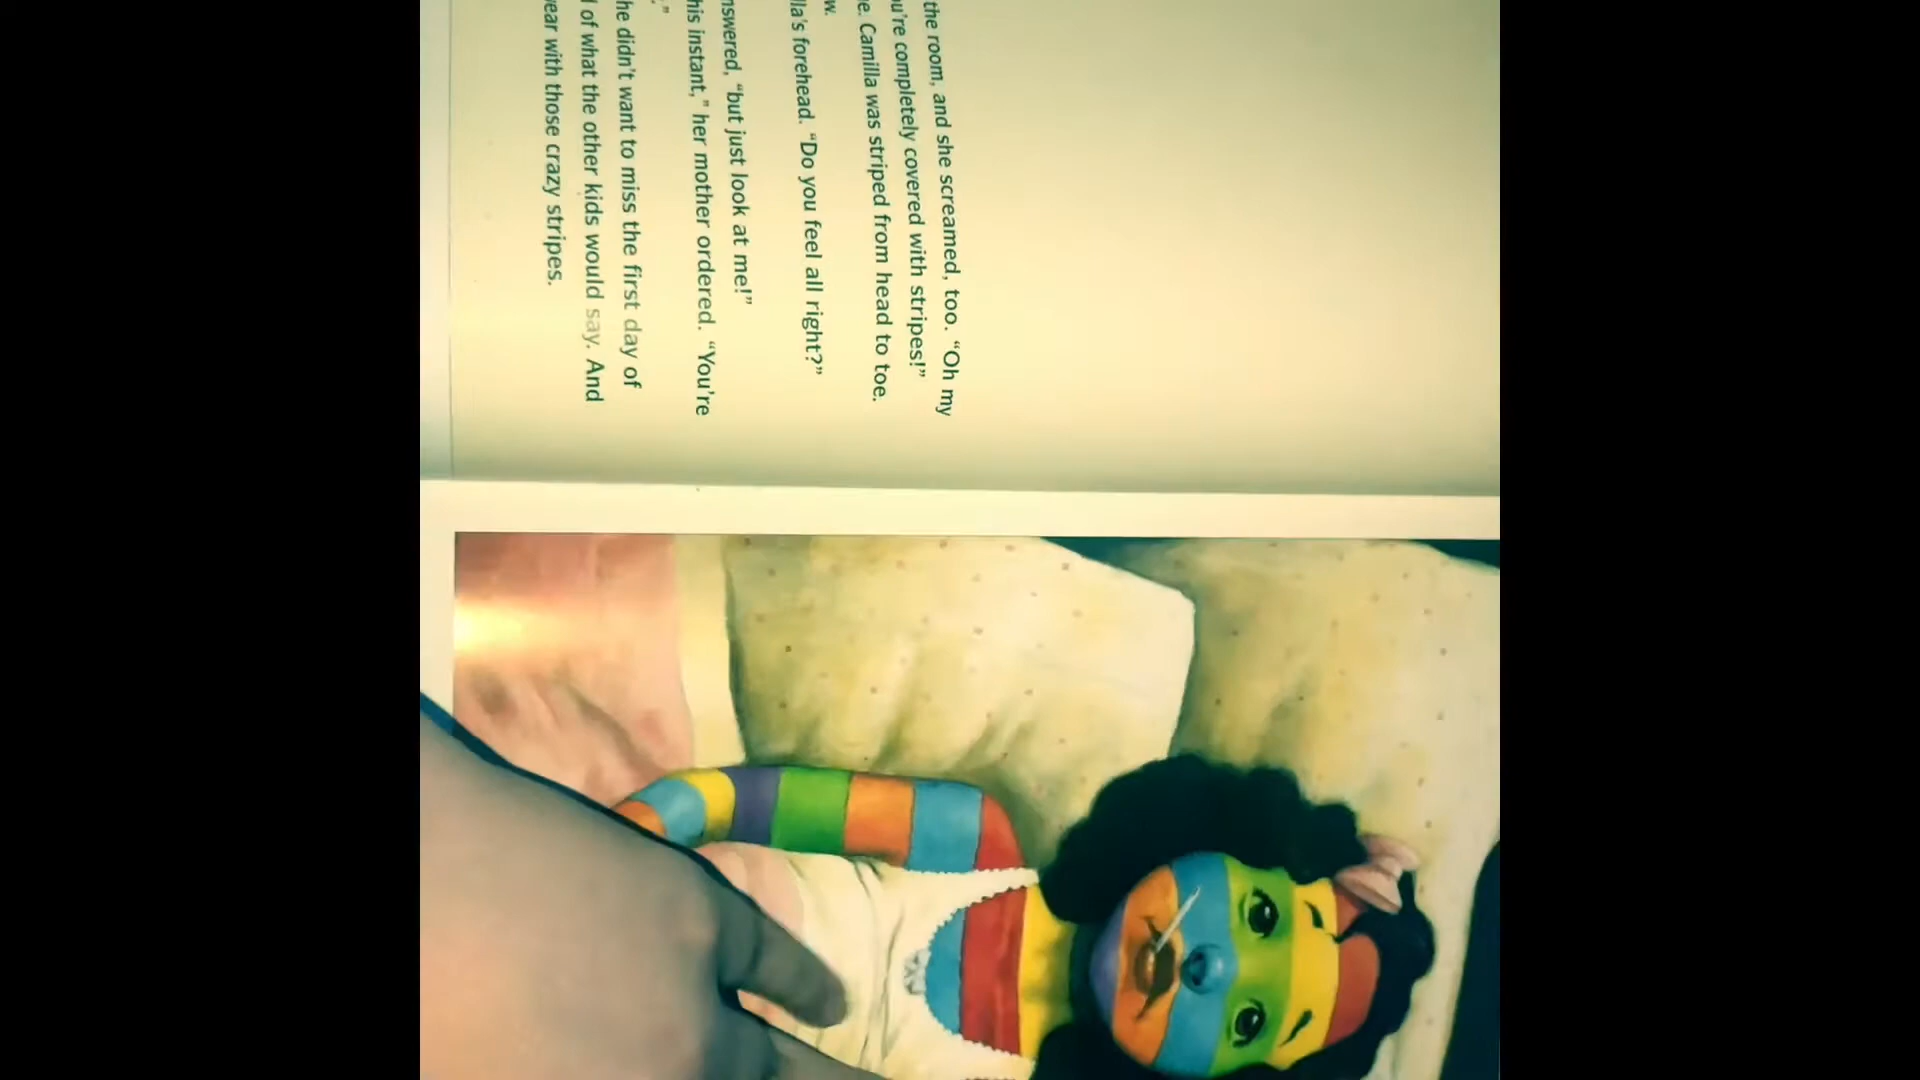 the room, and she screamed, too. “Oh my
you're completely covered with stripes!”
Camilla was striped from head to toe.
forehead. “Do you feel all right?”
“but just look at me!”
his instant,” her mother ordered. “You're
he didn't want to miss the first day of
of what the other kids would say. And
with those crazy stripes.